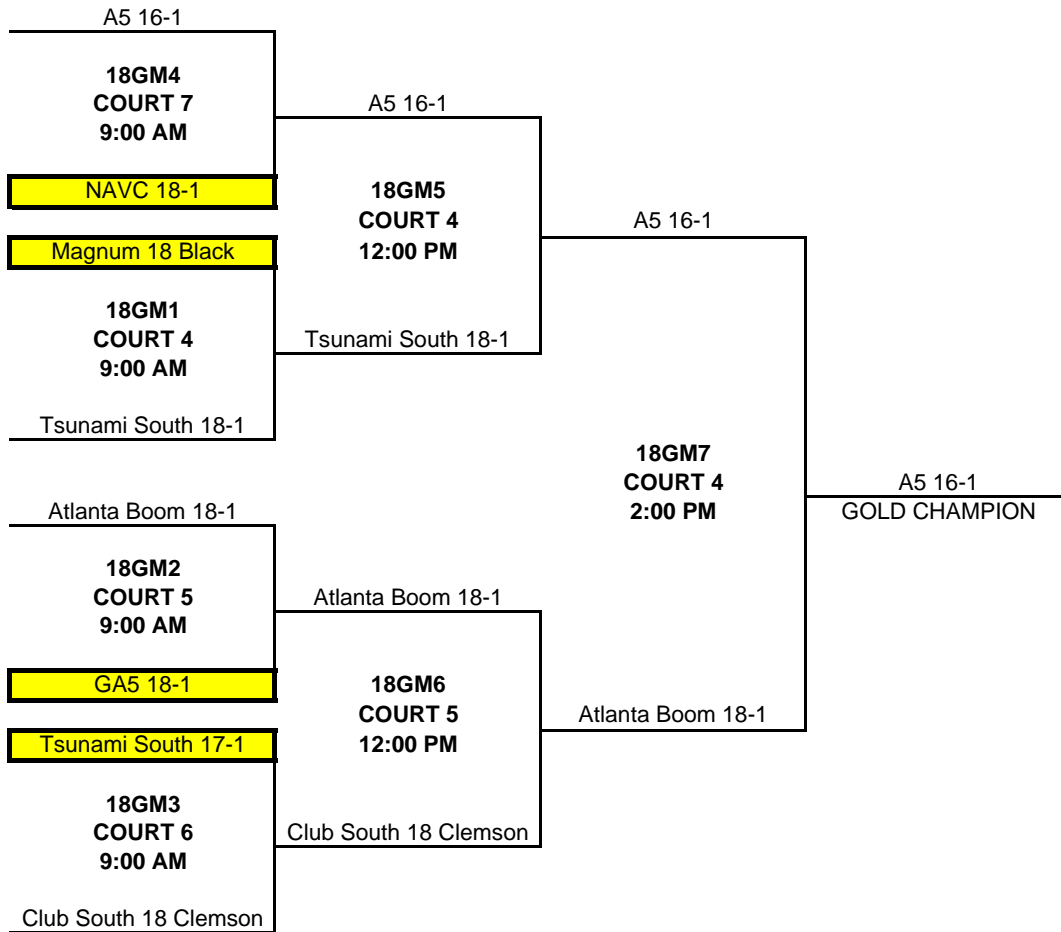 A5 16-1
18GM4
COURT 7
9:00 AM
A5 16-1
NAVC 18-1
18GM5
COURT 4
12:00 PM
A5 16-1
Magnum 18 Black
18GM1
COURT 4
9:00 AM
Tsunami South 18-1
Tsunami South 18-1
18GM7
COURT 4
2:00 PM
A5 16-1
GOLD CHAMPION
Atlanta Boom 18-1
18GM2
COURT 5
9:00 AM
Atlanta Boom 18-1
GA5 18-1
18GM6
COURT 5
12:00 PM
Atlanta Boom 18-1
Tsunami South 17-1
18GM3
COURT 6
9:00 AM
Club South 18 Clemson
Club South 18 Clemson